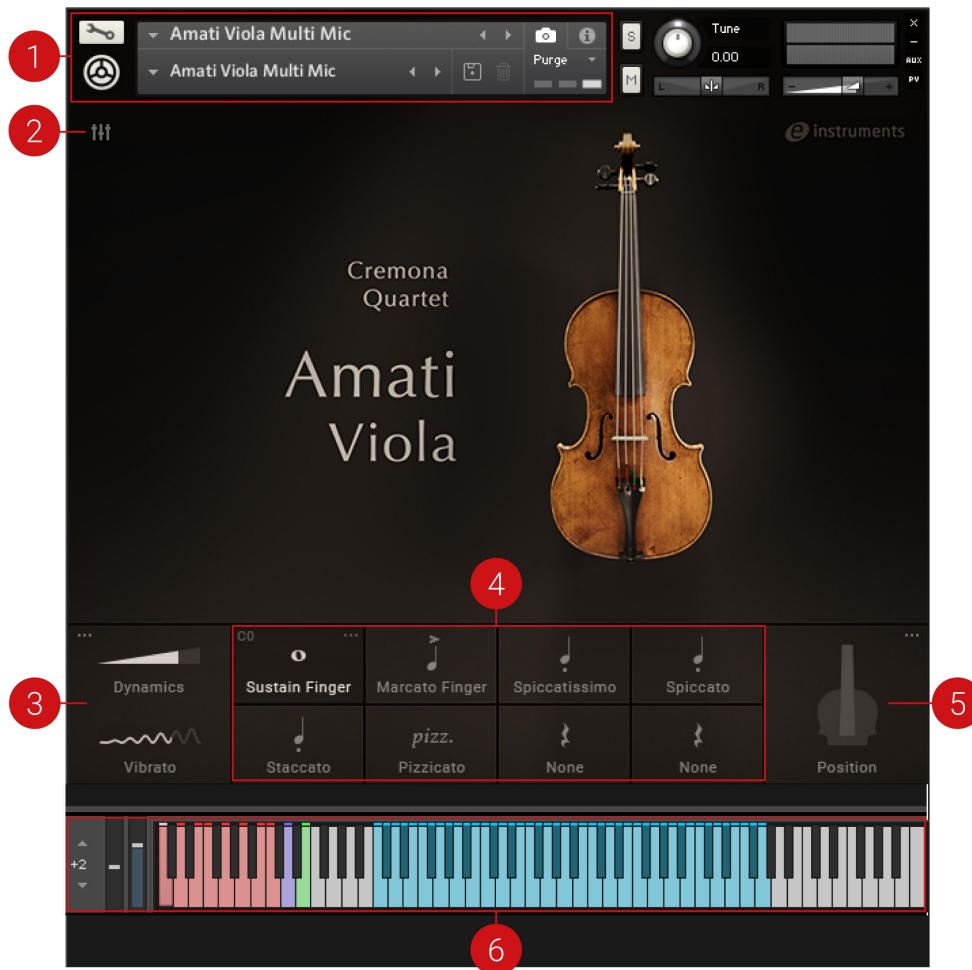 1
Amati Viola Multi Mic
Amati Viola Multi Mic
Purge
S
M
Tune
0.00
L
R
-
+
×
-
AUX
PV
2
e instruments
Cremona
Quartet
Amati
Viola
4
3
Dynamics
Vibrato
C0
Sustain Finger
Marcato Finger
Spiccatissimo
Spiccato
Staccato
pizz.
Pizzicato
None
None
Position
5
+2
6